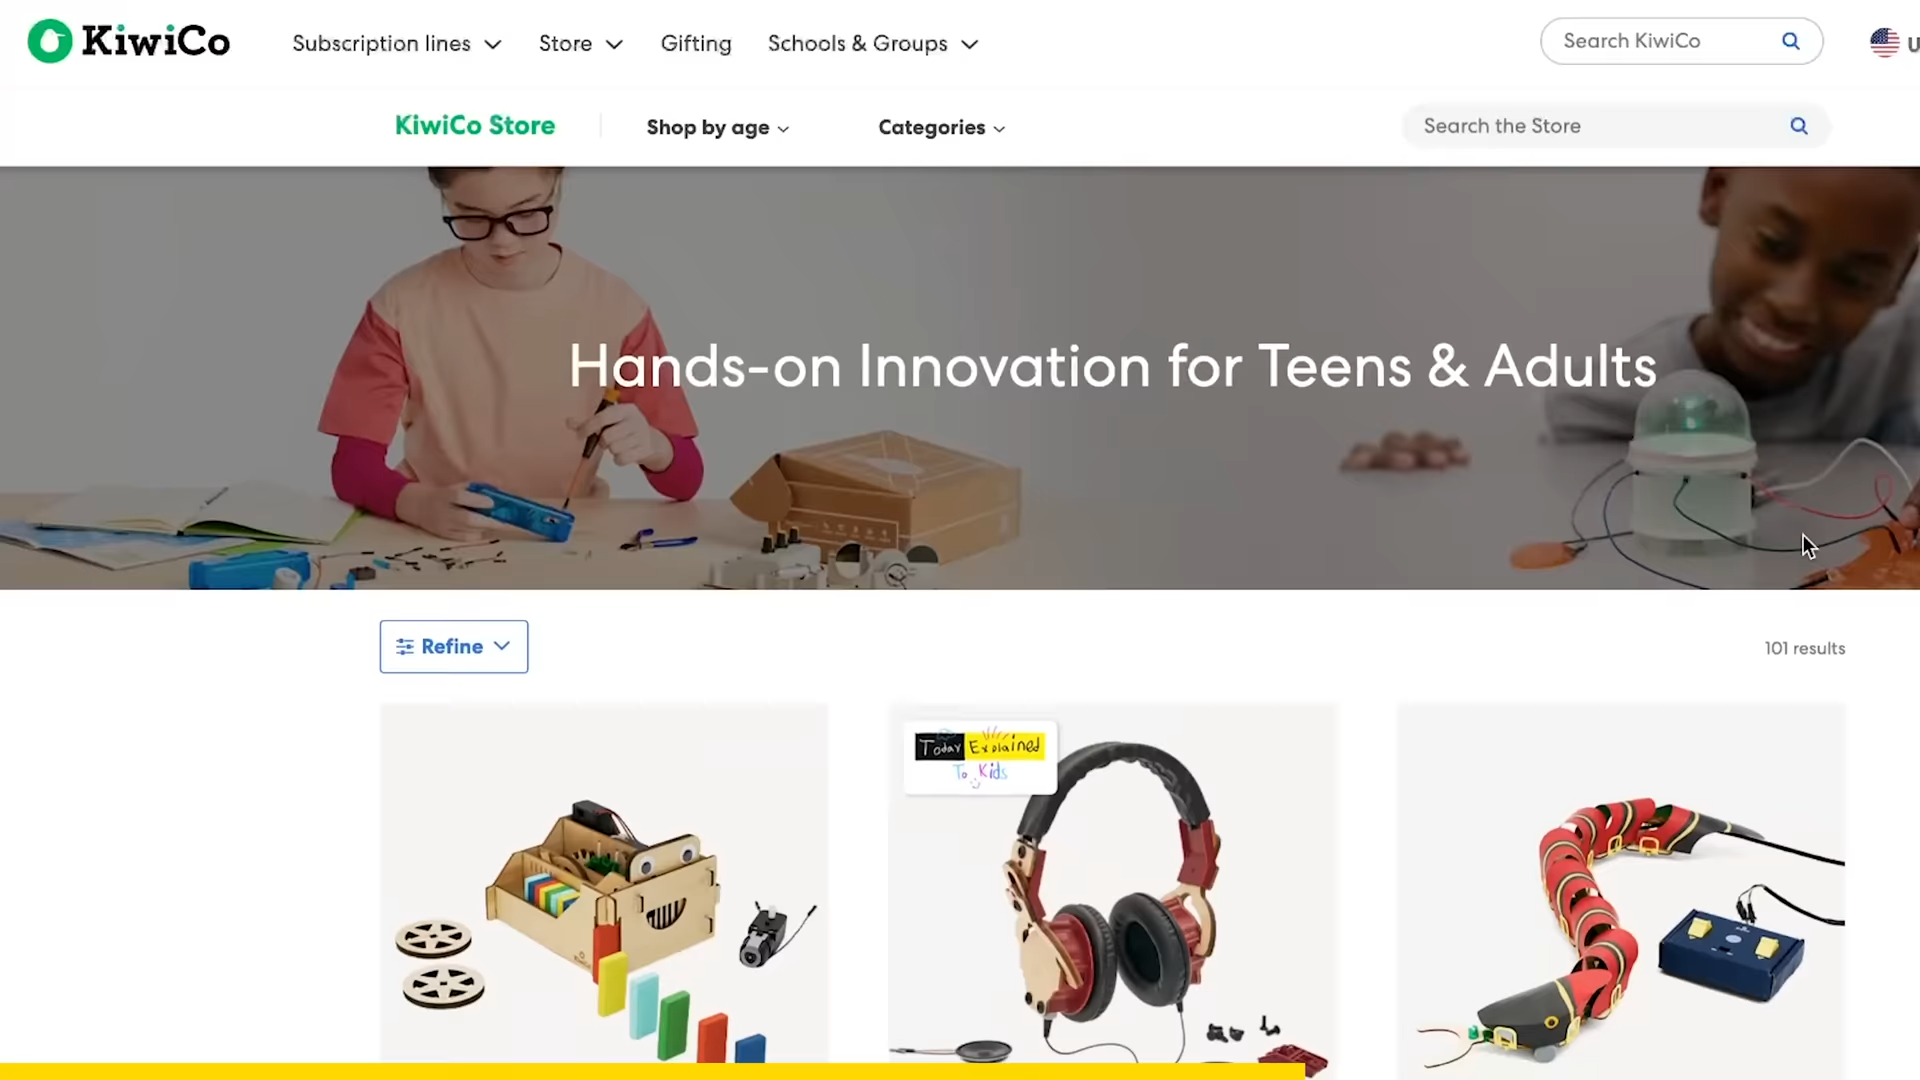 KiwiCo
Subscription lines
Store
Gifting
Schools & Groups
Search KiwiCo
KiwiCo Store
Shop by age
Categories
Search the Store
Hands-on Innovation for Teens & Adults
Refine
101 results
Today Explained
To Kids